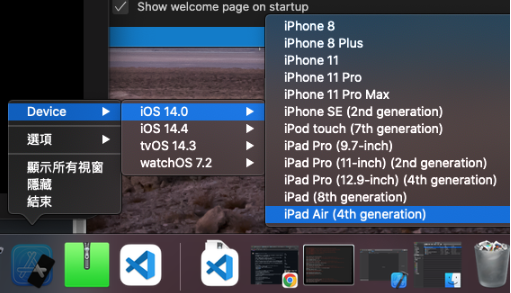 Show welcome page on startup
Device
選項
顯示所有視窗
隱藏
結束
iOS 14.0
iOS 14.4
tvOS 14.3
watchOS 7.2
iPhone 8
iPhone 8 Plus
iPhone 11
iPhone 11 Pro
iPhone 11 Pro Max
iPhone SE (2nd generation)
iPod touch (7th generation)
iPad Pro (9.7-inch)
iPad Pro (11-inch) (2nd generation)
iPad Pro (12.9-inch) (4th generation)
iPad (8th generation)
iPad Air (4th generation)